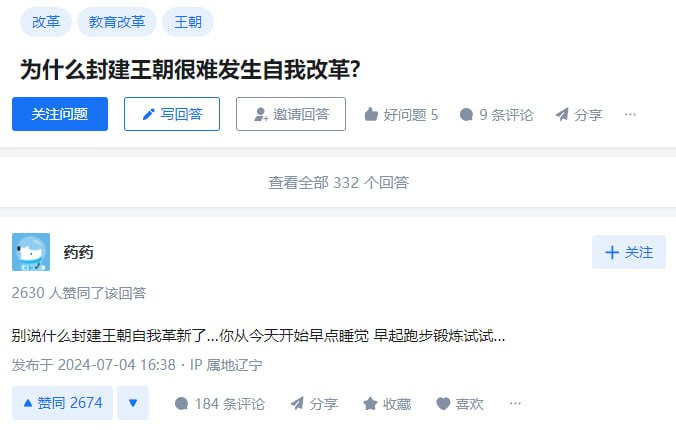 改革 教育改革 王朝
为什么封建王朝很难发生自我改革?
关注问题 写回答 邀请回答 好问题 5 9 条评论 分享 ···
查看全部 332 个回答
药药 关注
2630 人赞同了该回答
别说什么封建王朝自我革新了...你从今天开始早点睡觉 早起跑步锻炼试试...
发布于 2024-07-04 16:38 · IP 属地辽宁
赞同 2674 184 条评论 分享 收藏 喜欢 ···